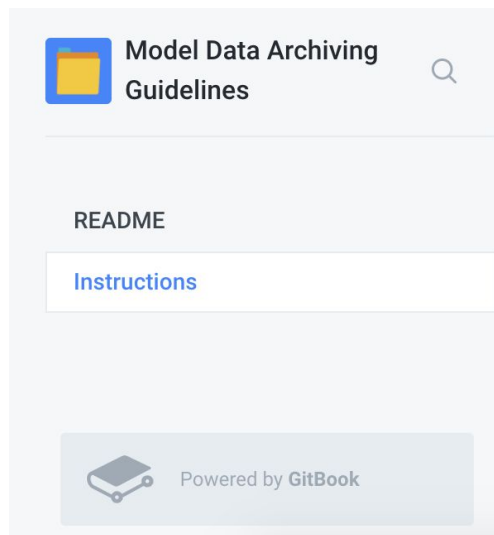 Model Data Archiving
Guidelines
README
Instructions
Powered by GitBook